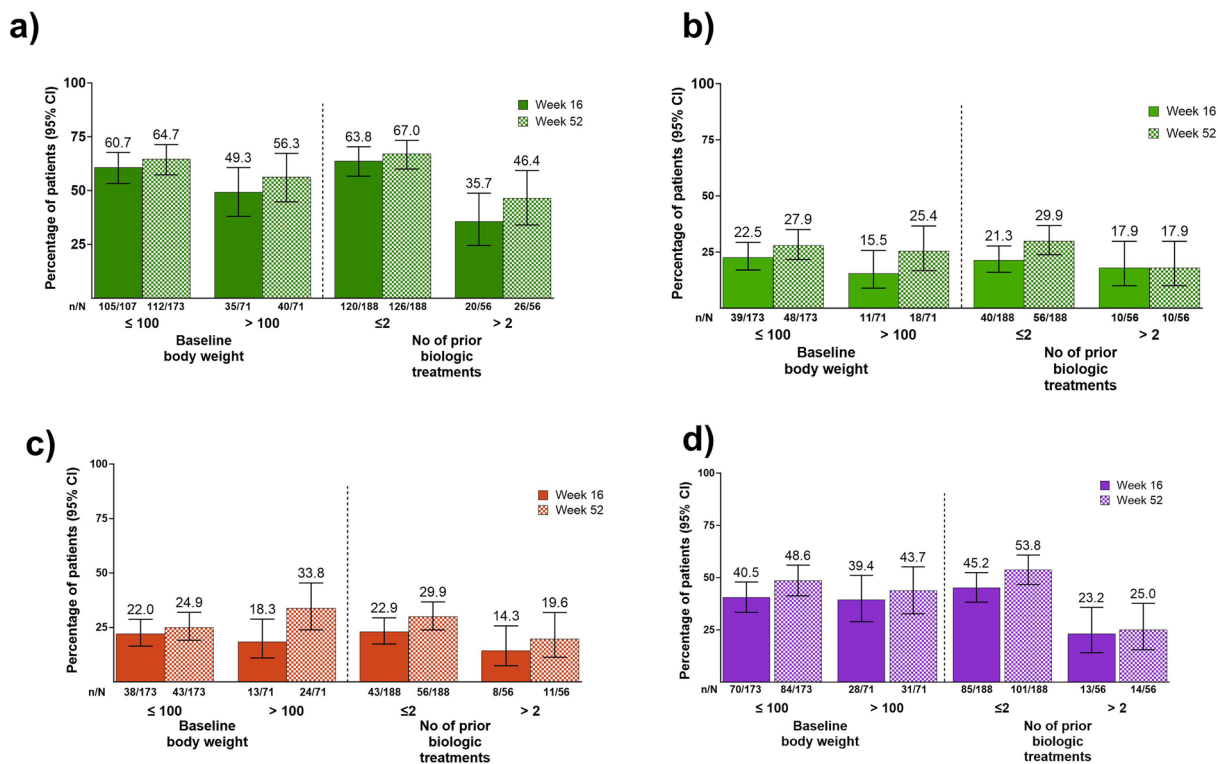 a)
Percentage of patients (95% CI)
100
75
50
25
Week 16
Week 52
60.7 64.7 49.3 56.3 63.8 67.0 35.7 46.4
n/N 105/107 112/173 35/71 40/71 120/188 126/188 20/56 26/56
≤ 100 > 100 ≤2 > 2
Baseline
body weight
No of prior
biologic
treatments
b)
Percentage of patients (95% CI)
100
75
50
25
Week 16
Week 52
22.5 27.9 15.5 25.4 21.3 29.9 17.9 17.9
n/N 39/173 48/173 11/71 18/71 40/188 56/188 10/56 10/56
≤ 100 > 100 ≤2 > 2
Baseline
body weight
No of prior
biologic
treatments
c)
Percentage of patients (95% CI)
100
75
50
25
Week 16
Week 52
22.0 24.9 18.3 33.8 22.9 29.9 14.3 19.6
n/N 38/173 43/173 13/71 24/71 43/188 56/188 8/56 11/56
≤ 100 > 100 ≤2 > 2
Baseline
body weight
No of prior
biologic
treatments
d)
Percentage of patients (95% CI)
100
75
50
25
Week 16
Week 52
40.5 48.6 39.4 43.7 45.2 53.8 23.2 25.0
n/N 70/173 84/173 28/71 31/71 85/188 101/188 13/56 14/56
≤ 100 > 100 ≤2 > 2
Baseline
body weight
No of prior
biologic
treatments